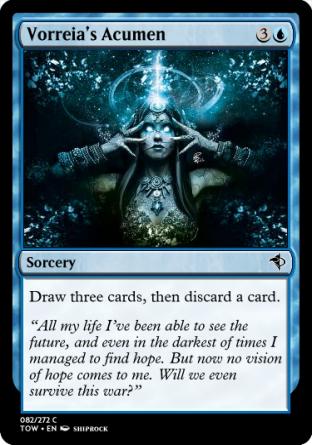 Vorreia's Acumen 3
Sorcery
Draw three cards, then discard a card.
"All my life I've been able to see the
future, and even in the darkest of times I
managed to find hope. But now no vision
of hope comes to me. Will we even
survive this war?"
082/272 C
TOW • EN SHIPROCK